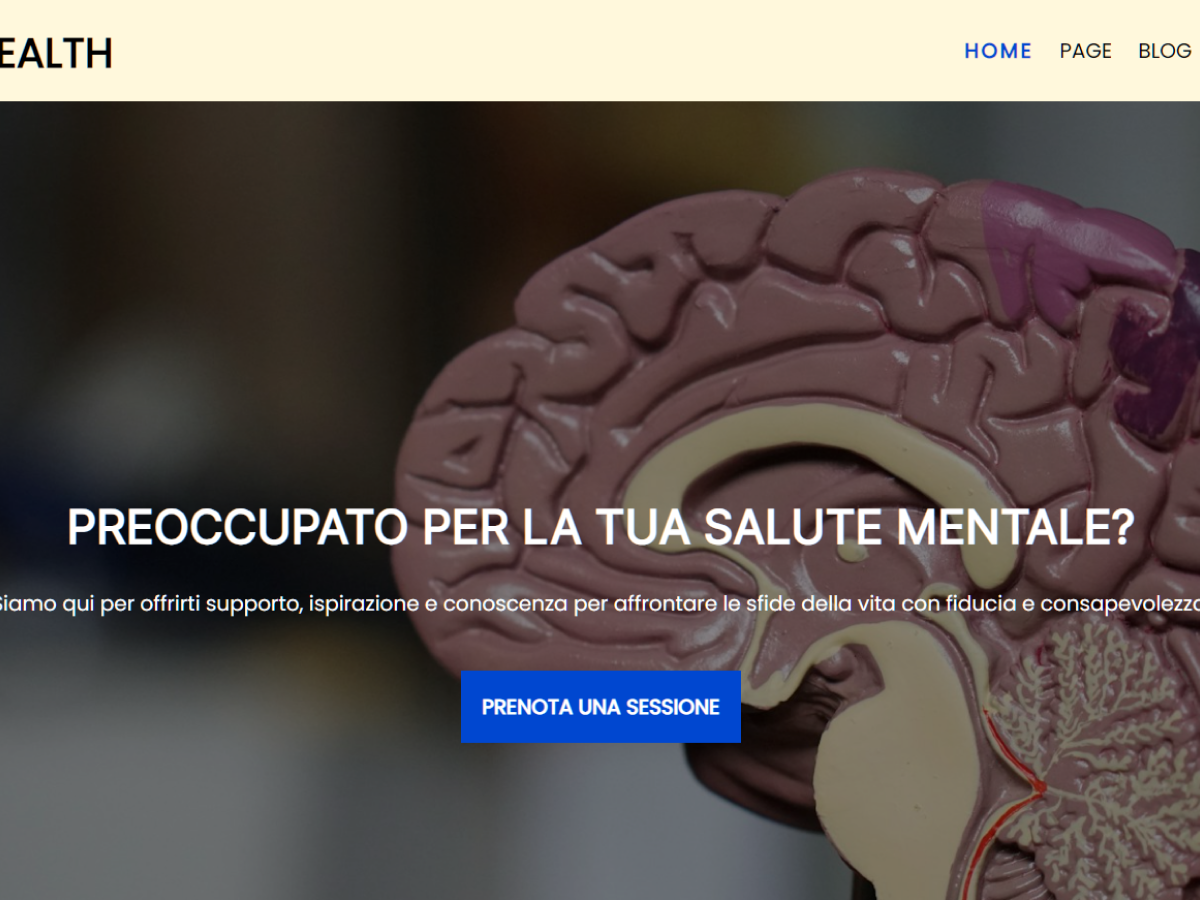 EALTH
HOME PAGE BLOG
PREOCCUPATO PER LA TUA SALUTE MENTALE?
Siamo qui per offrirti supporto, ispirazione e conoscenza per affrontare le sfide della vita con fiducia e consapevolezza
PRENOTA UNA SESSIONE